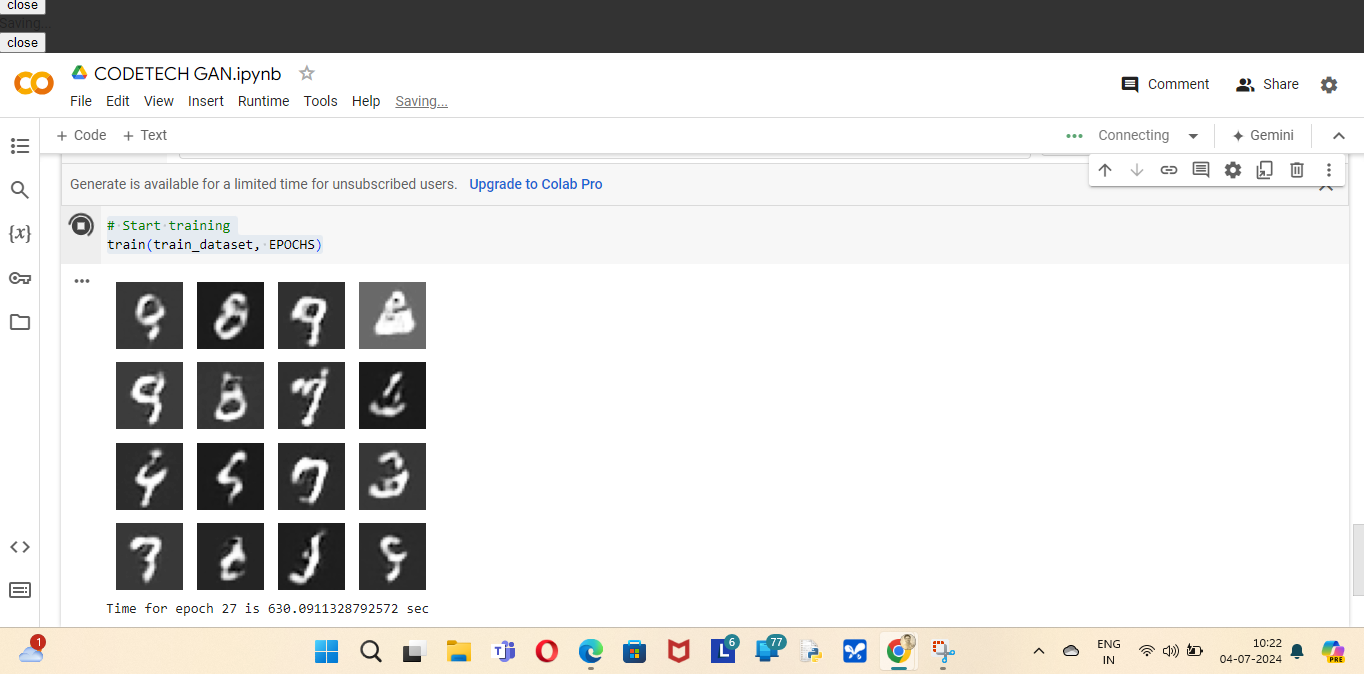 close
Saving...
close
CODETECH GAN.ipynb
Comment
Share
File Edit View Insert Runtime Tools Help Saving...
+ Code + Text
Connecting
Gemini
Generate is available for a limited time for unsubscribed users. Upgrade to Colab Pro
{x}
# Start training
train(train_dataset, EPOCHS)
Time for epoch 27 is 630.0911328792572 sec
1
6
77
ENG
IN
10:22
04-07-2024
PRE